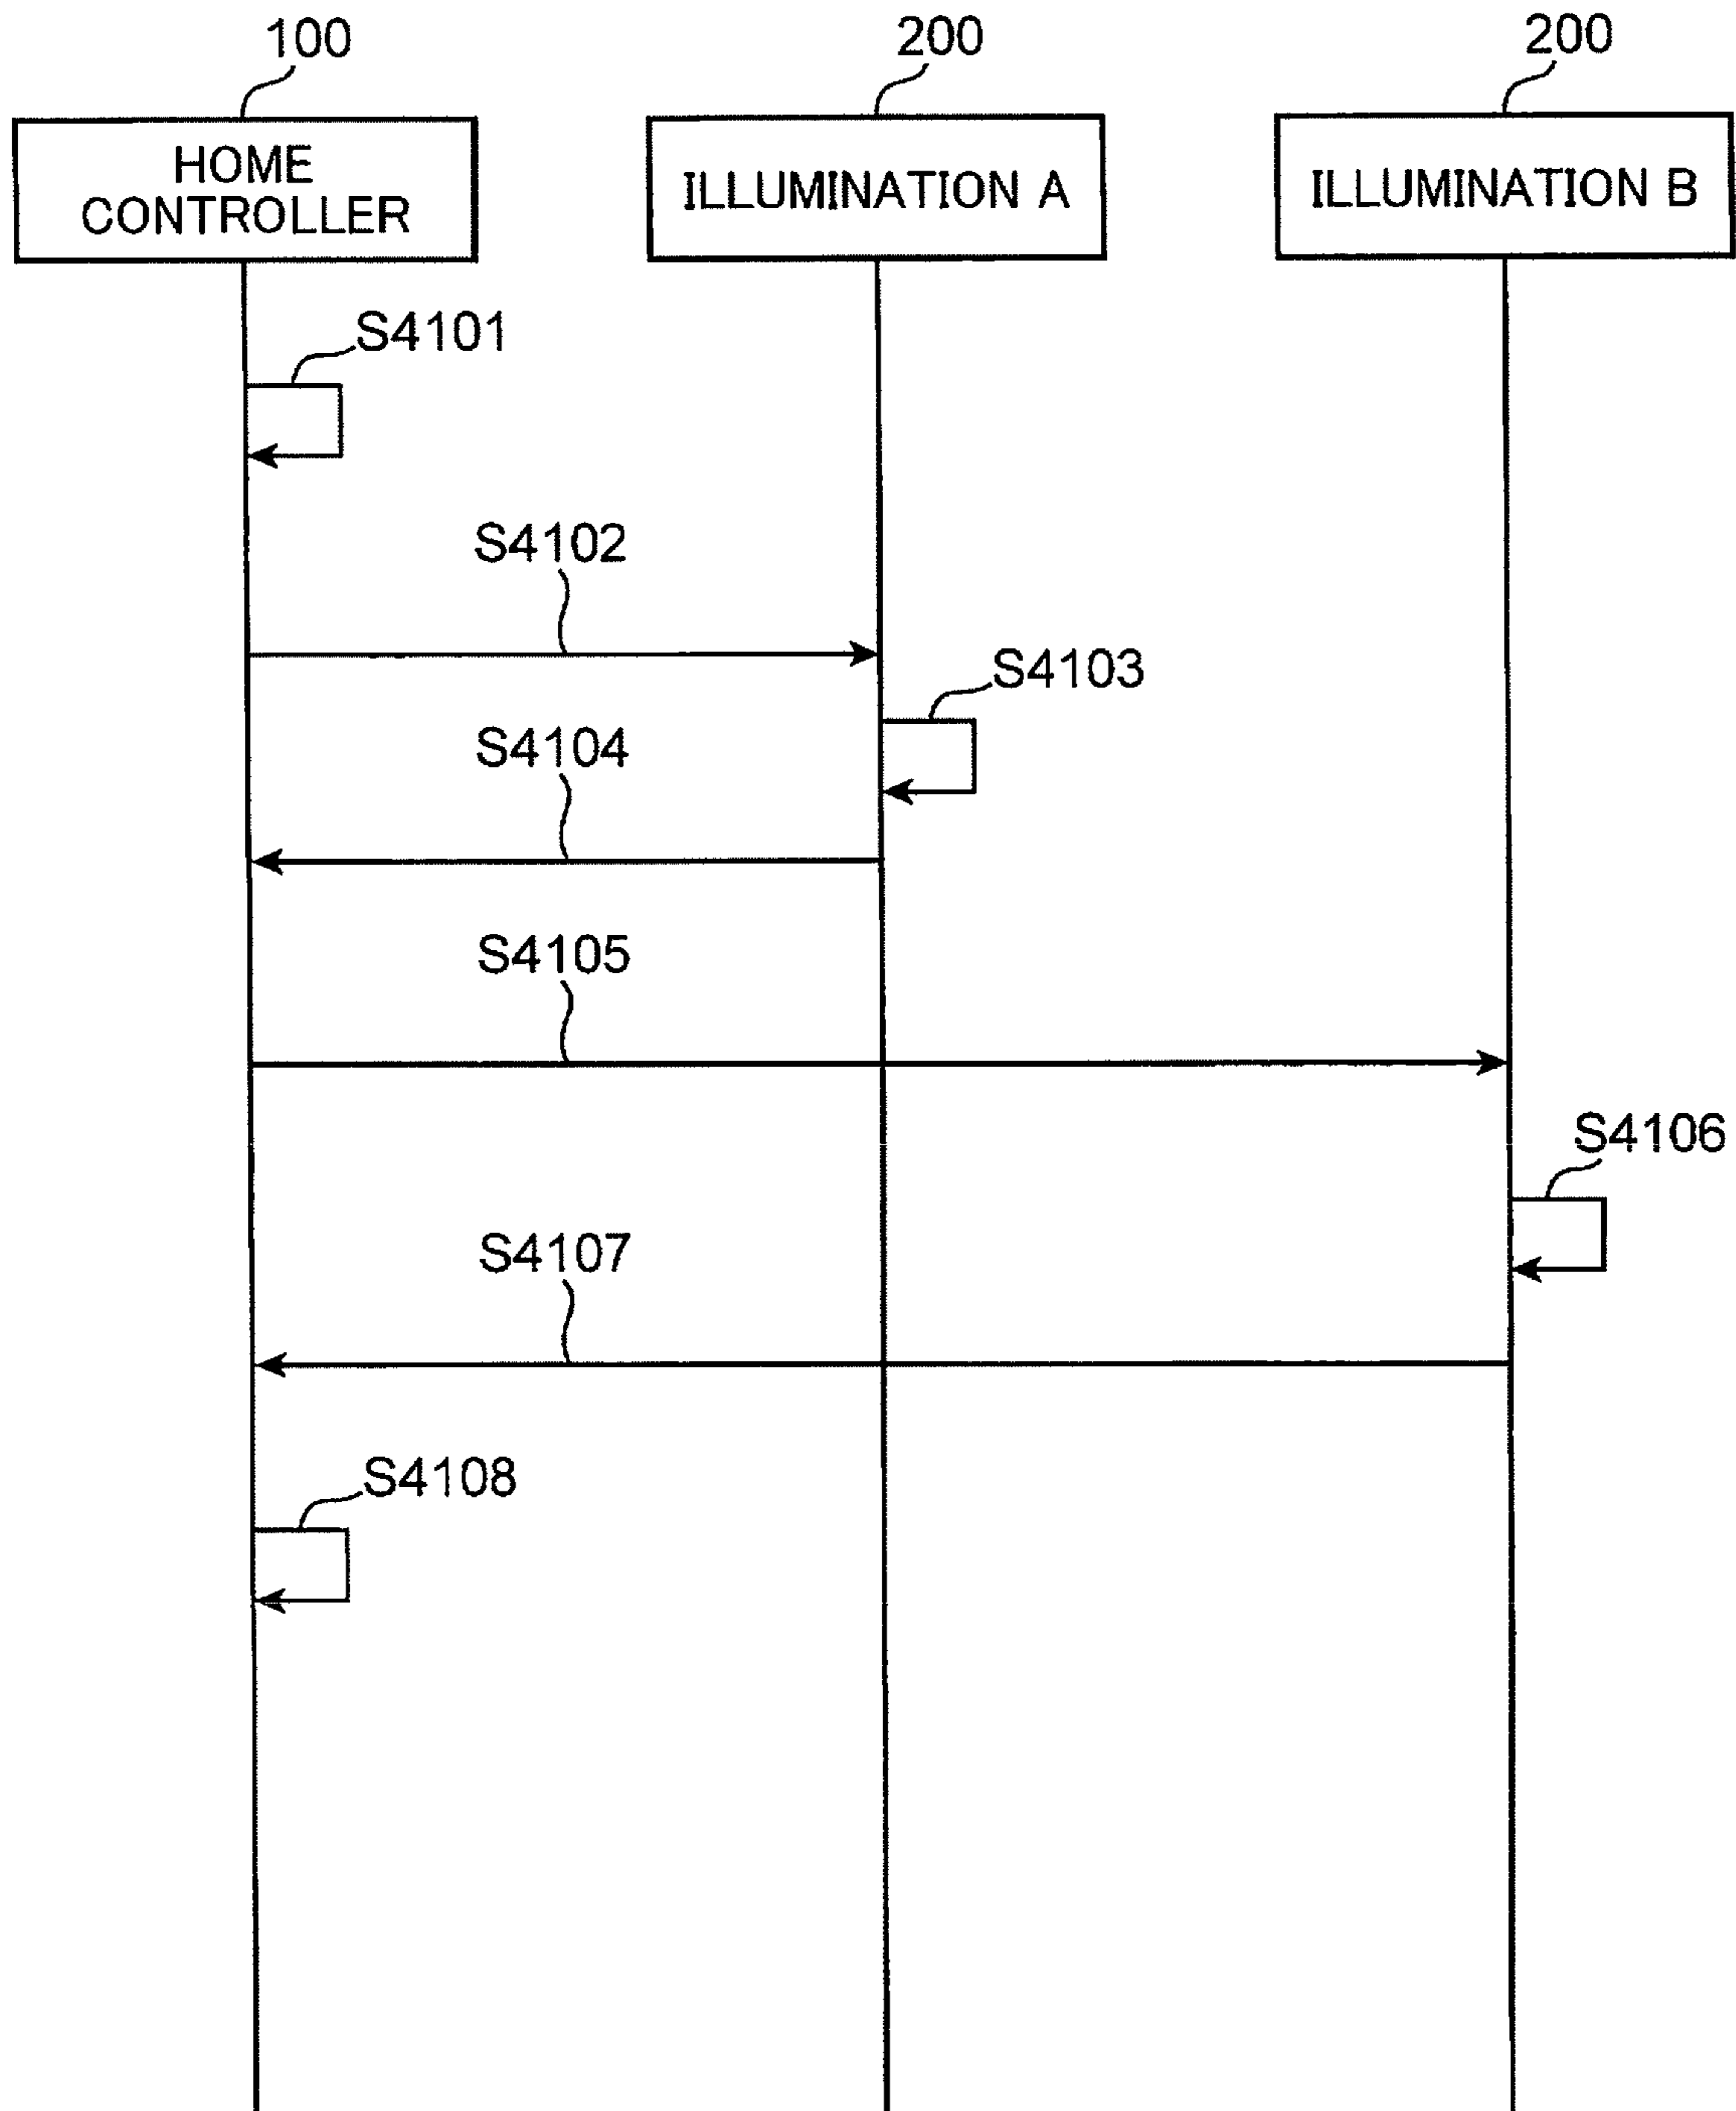 100
200
200
HOME
CONTROLLER
ILLUMINATION A
ILLUMINATION B
S4101
S4102
S4103
S4104
S4105
S4106
S4107
S4108